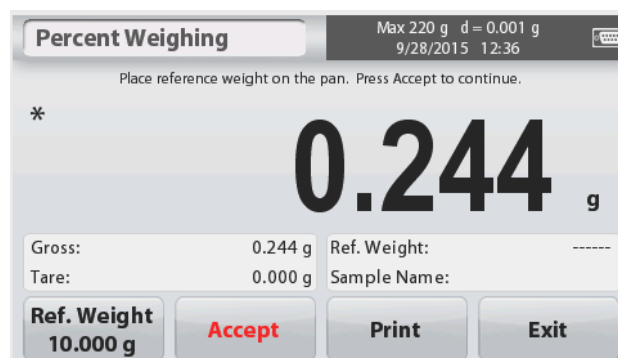 Percent Weighing
Max 220 g d = 0.001 g
9/28/2015 12:36
Place reference weight on the pan. Press Accept to continue.
*
0.244 g
Gross: 0.244 g
Tare: 0.000 g
Ref. Weight: ------
Sample Name:
Ref. Weight
10.000 g
Accept
Print
Exit